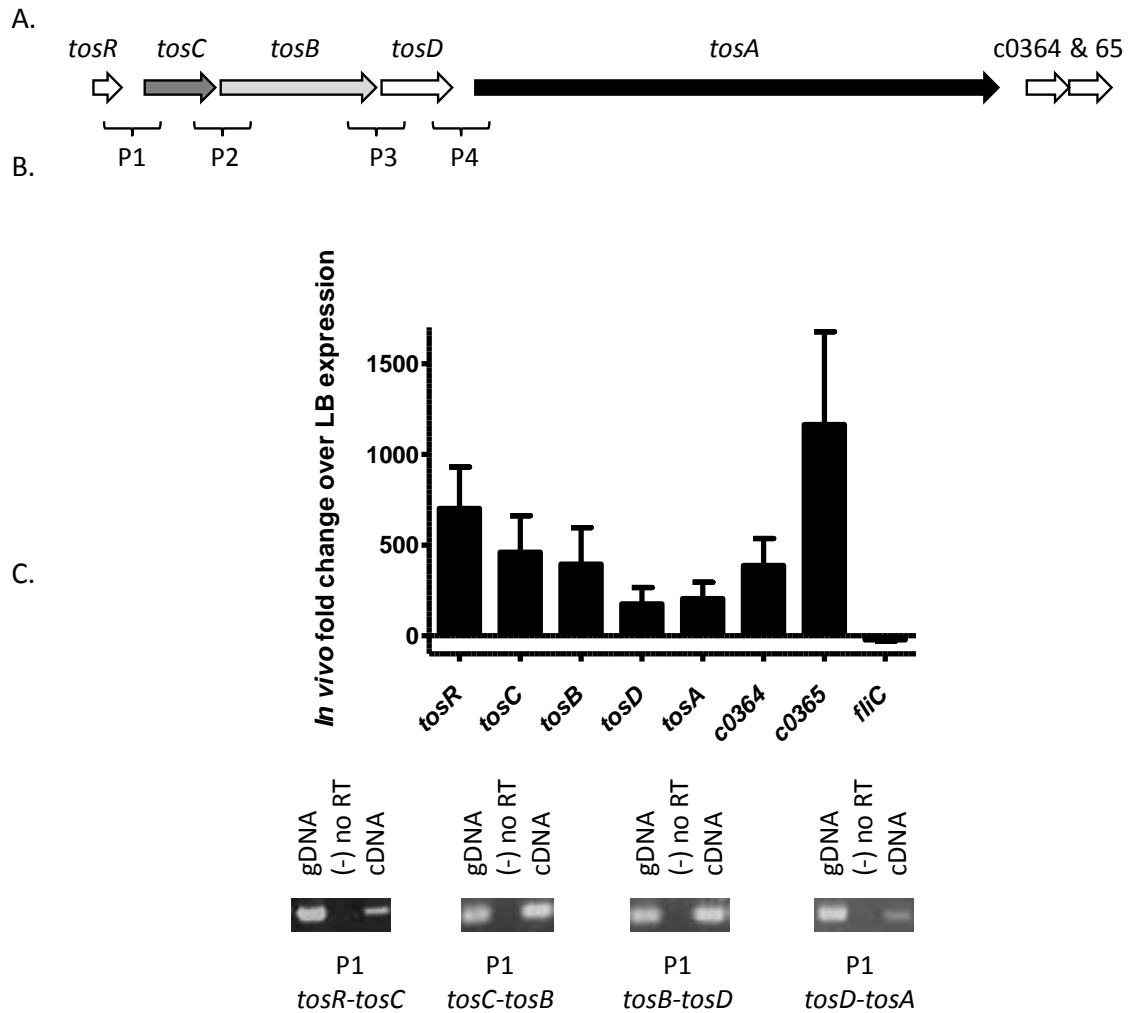 A.
tosR tosC tosB tosD tosA c0364 & 65
P1 P2 P3 P4
B.
In vivo fold change over LB expression
1500
1000
500
0
tosR tosC tosB tosD tosA c0364 c0365 fliC
C.
gDNA (-) no RT cDNA gDNA (-) no RT cDNA gDNA (-) no RT cDNA gDNA (-) no RT cDNA
P1 P1 P1 P1
tosR-tosC tosC-tosB tosB-tosD tosD-tosA